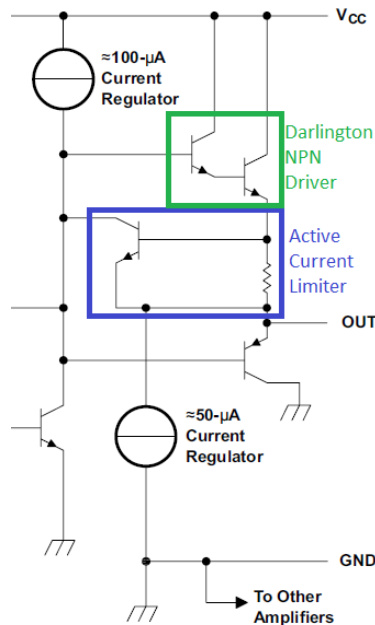 V_CC
≈100-µA
Current
Regulator
Darlington
NPN
Driver
Active
Current
Limiter
OUT
≈50-µA
Current
Regulator
GND
To Other
Amplifiers